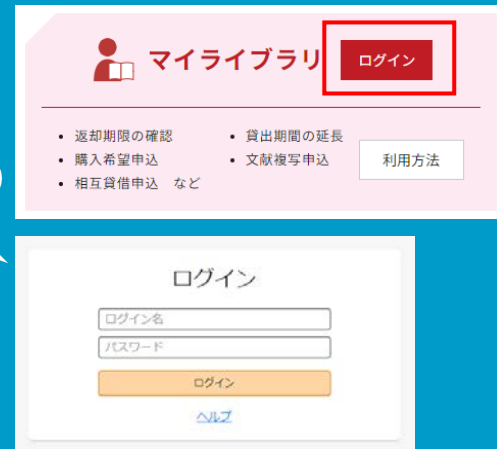 マイライブラリ ログイン
• 返却期限の確認 • 貸出期間の延長
• 購入希望申込 • 文献複写申込 利用方法
• 相互貸借申込 など
ログイン
ログイン名
パスワード
ログイン
ヘルプ